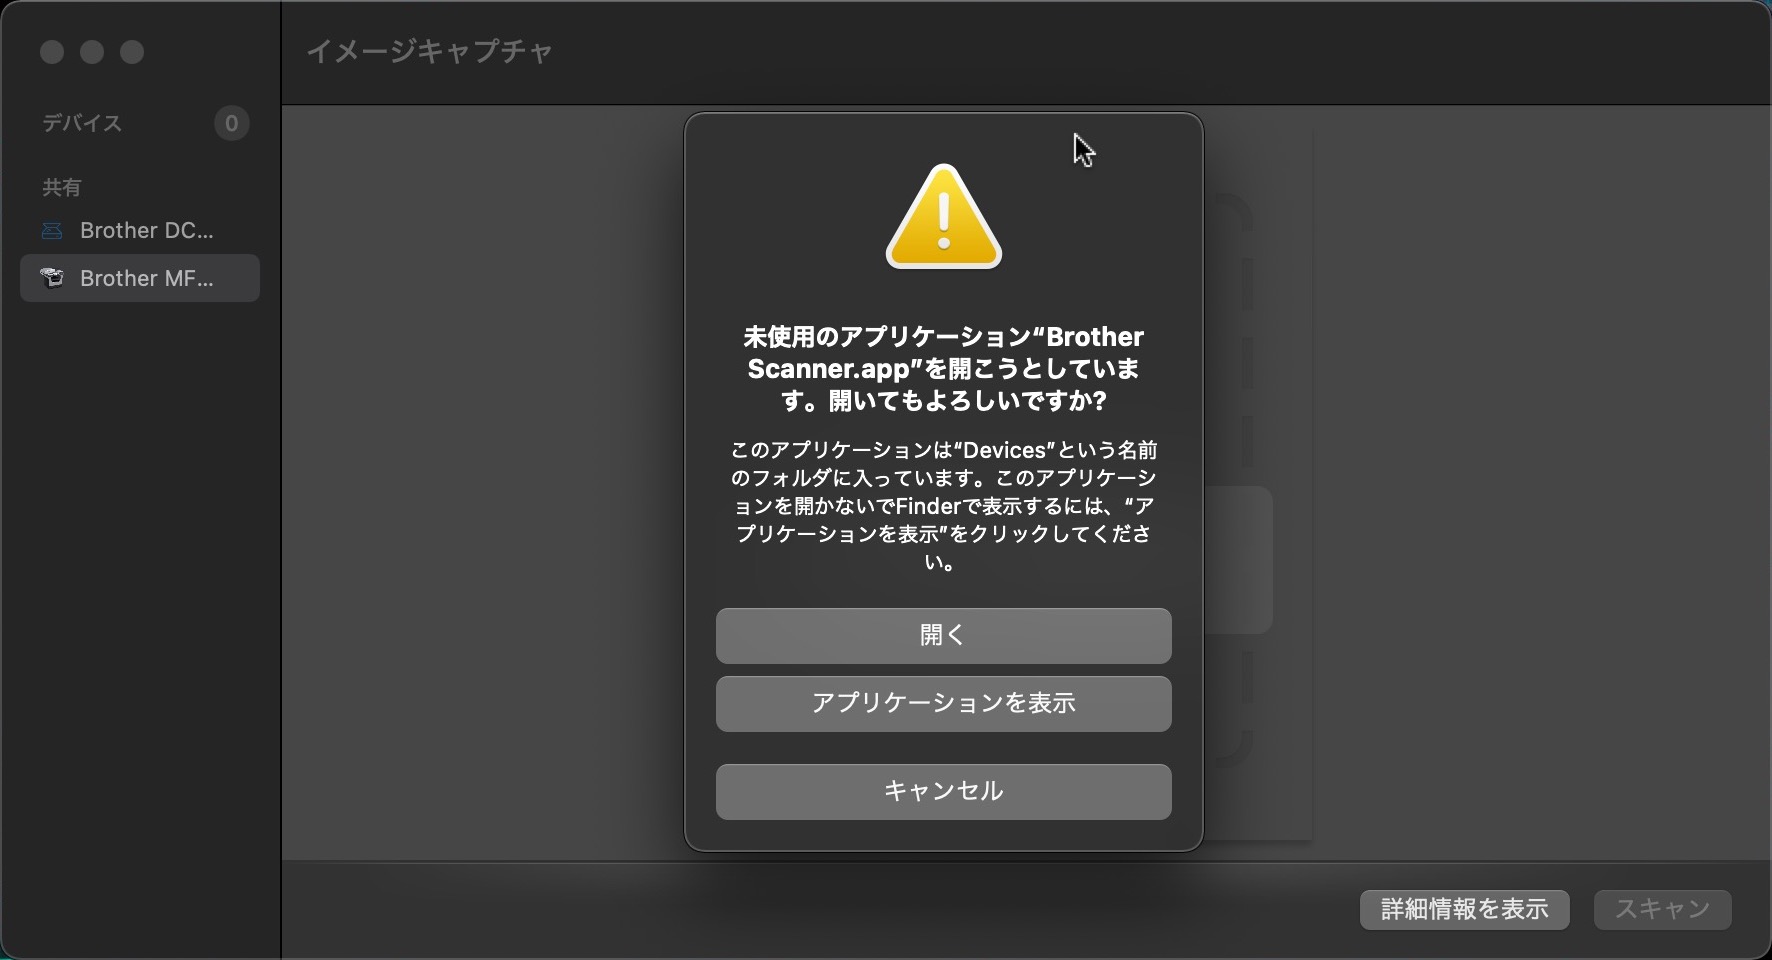 イメージキャプチャ
デバイス 0
共有
Brother DC...
Brother MF...
未使用のアプリケーション“Brother
Scanner.app”を開こうとしていま
す。開いてもよろしいですか?
このアプリケーションは“Devices”という名前
のフォルダに入っています。このアプリケーシ
ョンを開かないでFinderで表示するには、“ア
プリケーションを表示”をクリックしてくださ
い。
開く
アプリケーションを表示
キャンセル
詳細情報を表示 スキャン